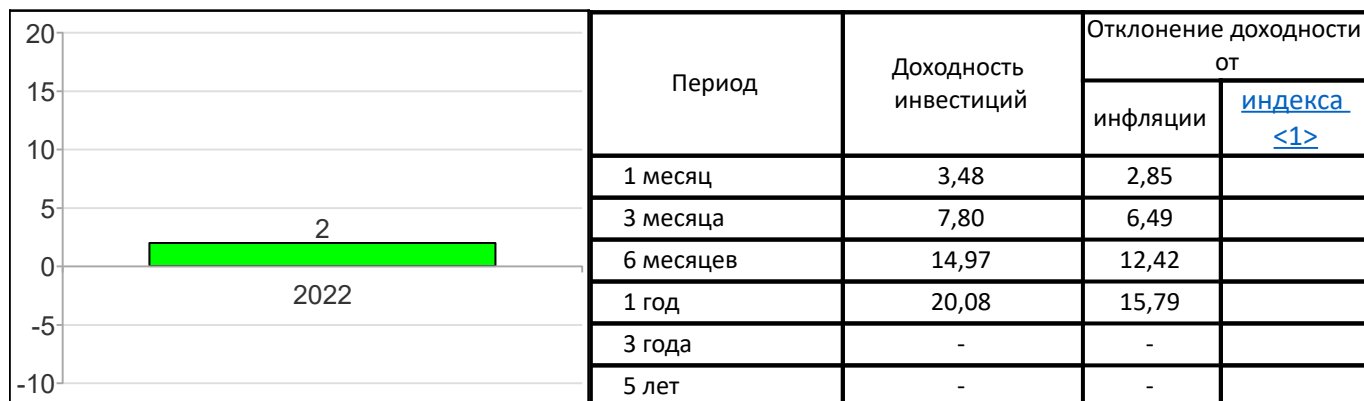 20
15
10
5
0
-5
-10
2
2022
Период
Доходность
инвестиций
Отклонение доходности
от
инфляции
индекса
<1>
1 месяц 3,48 2,85
3 месяца 7,80 6,49
6 месяцев 14,97 12,42
1 год 20,08 15,79
3 года - -
5 лет - -